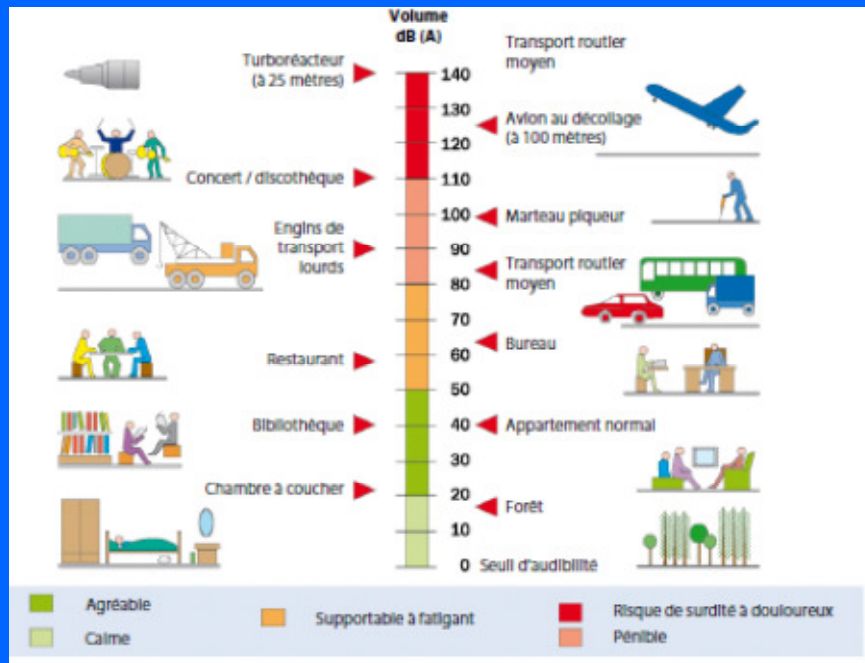 Volume
dB (A)
Turboréacteur
(à 25 mètres)
Transport routier
moyen
140
130
Avion au décollage
(à 100 mètres)
120
Concert / discothèque
110
100
Marteau piqueur
Engins de
transport
lourds
90
Transport routier
moyen
80
70
Bureau
Restaurant
60
50
Bibliothèque
40
Appartement normal
30
Chambre à coucher
20
Forêt
10
0
Seuil d'audibilité
Agréable
Calme
Supportable à fatigant
Risque de surdité à douloureux
Pénible